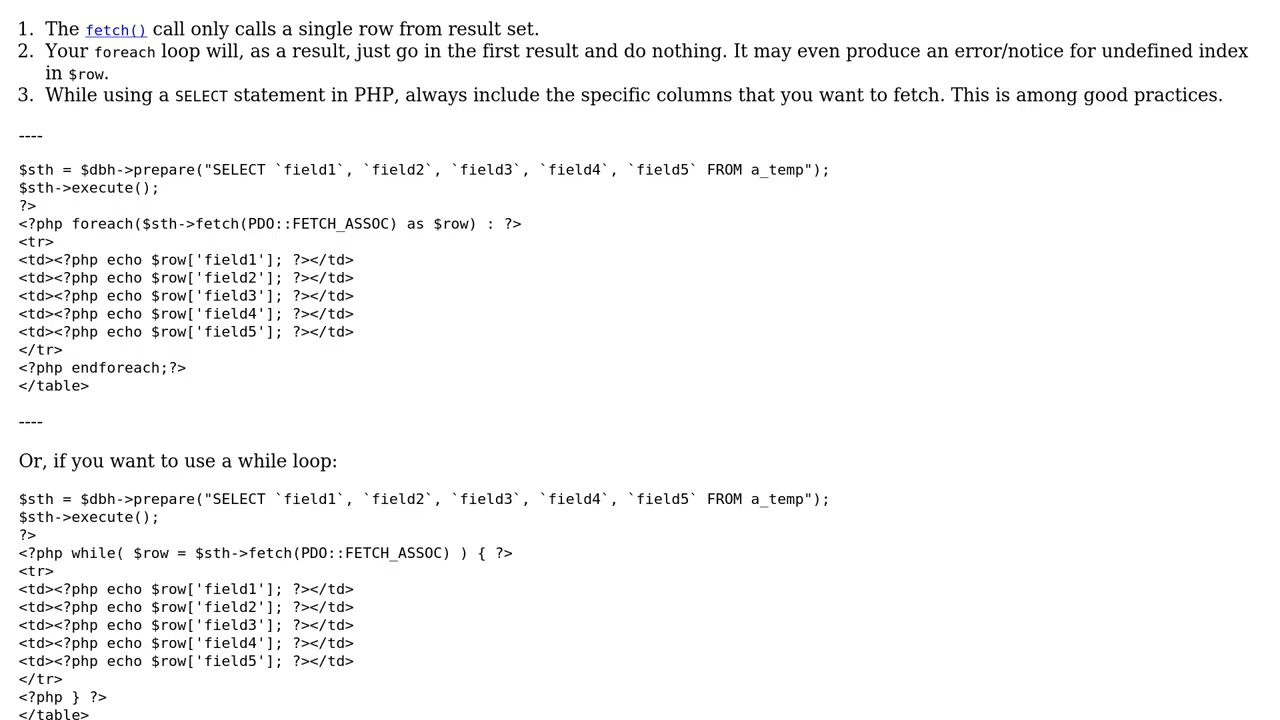 1. The fetch() call only calls a single row from result set.
2. Your foreach loop will, as a result, just go in the first result and do nothing. It may even produce an error/notice for undefined index
in $row.
3. While using a SELECT statement in PHP, always include the specific columns that you want to fetch. This is among good practices.
----
$sth = $dbh->prepare("SELECT `field1`, `field2`, `field3`, `field4`, `field5` FROM a_temp");
$sth->execute();
?>
<?php foreach($sth->fetch(PDO::FETCH_ASSOC) as $row) : ?>
<tr>
<td><?php echo $row['field1']; ?></td>
<td><?php echo $row['field2']; ?></td>
<td><?php echo $row['field3']; ?></td>
<td><?php echo $row['field4']; ?></td>
<td><?php echo $row['field5']; ?></td>
</tr>
<?php endforeach;?>
</table>
----
Or, if you want to use a while loop:
$sth = $dbh->prepare("SELECT `field1`, `field2`, `field3`, `field4`, `field5` FROM a_temp");
$sth->execute();
?>
<?php while( $row = $sth->fetch(PDO::FETCH_ASSOC) ) { ?>
<tr>
<td><?php echo $row['field1']; ?></td>
<td><?php echo $row['field2']; ?></td>
<td><?php echo $row['field3']; ?></td>
<td><?php echo $row['field4']; ?></td>
<td><?php echo $row['field5']; ?></td>
</tr>
<?php } ?>
</table>